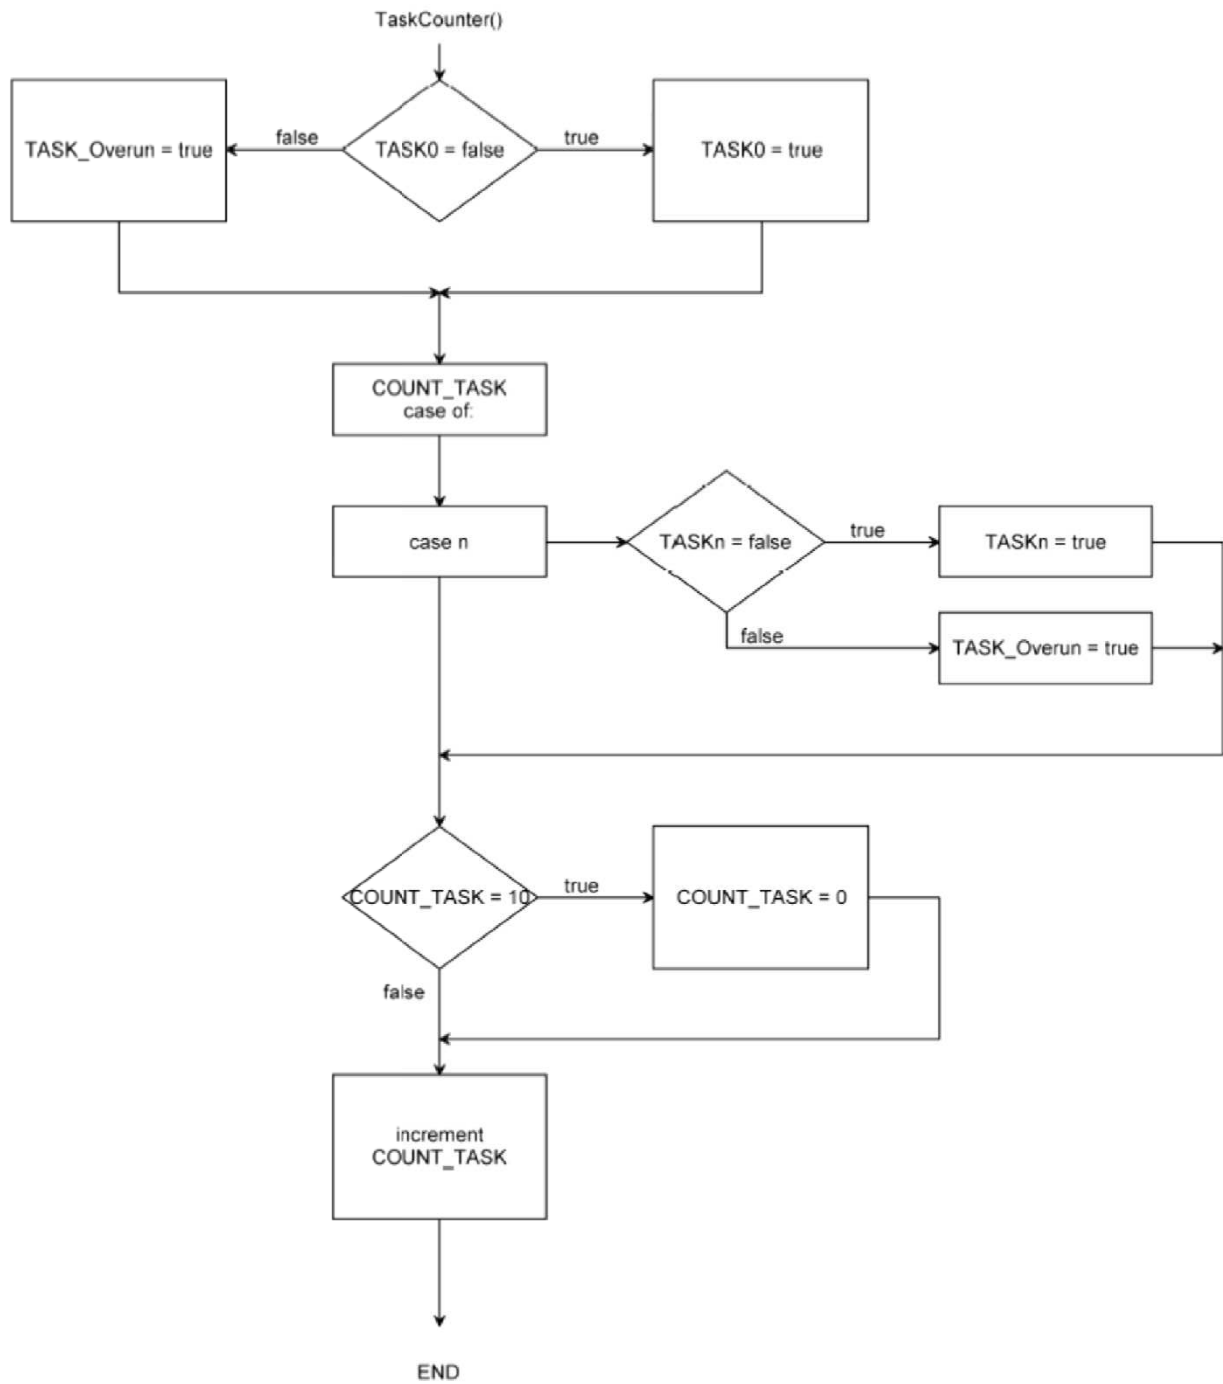 TaskCounter()
TASK_Overun = true
false
TASK0 = false
true
TASK0 = true
COUNT_TASK
case of:
case n
TASKn = false
true
TASKn = true
false
TASK_Overun = true
COUNT_TASK = 10
true
COUNT_TASK = 0
false
increment
COUNT_TASK
END